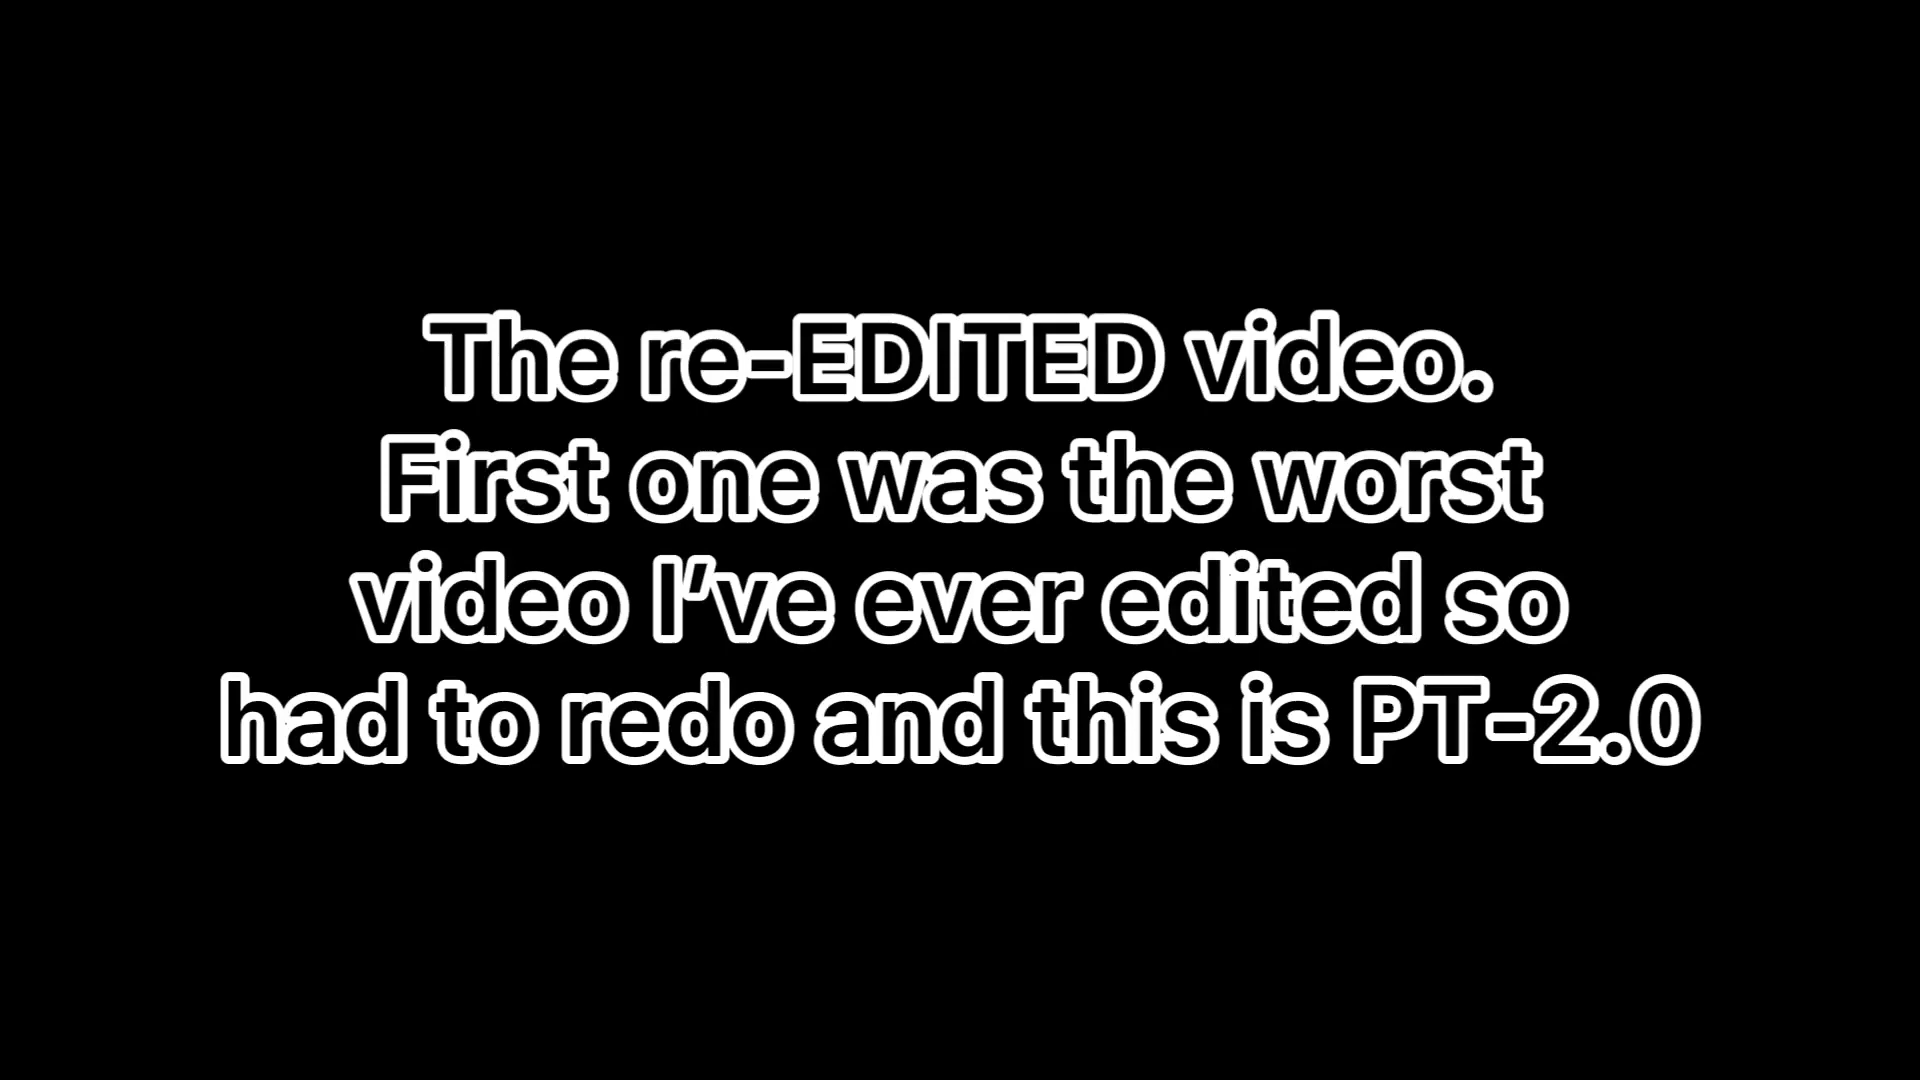 The re-EDITED video.
First one was the worst
video I’ve ever edited so
had to redo and this is PT-2.0